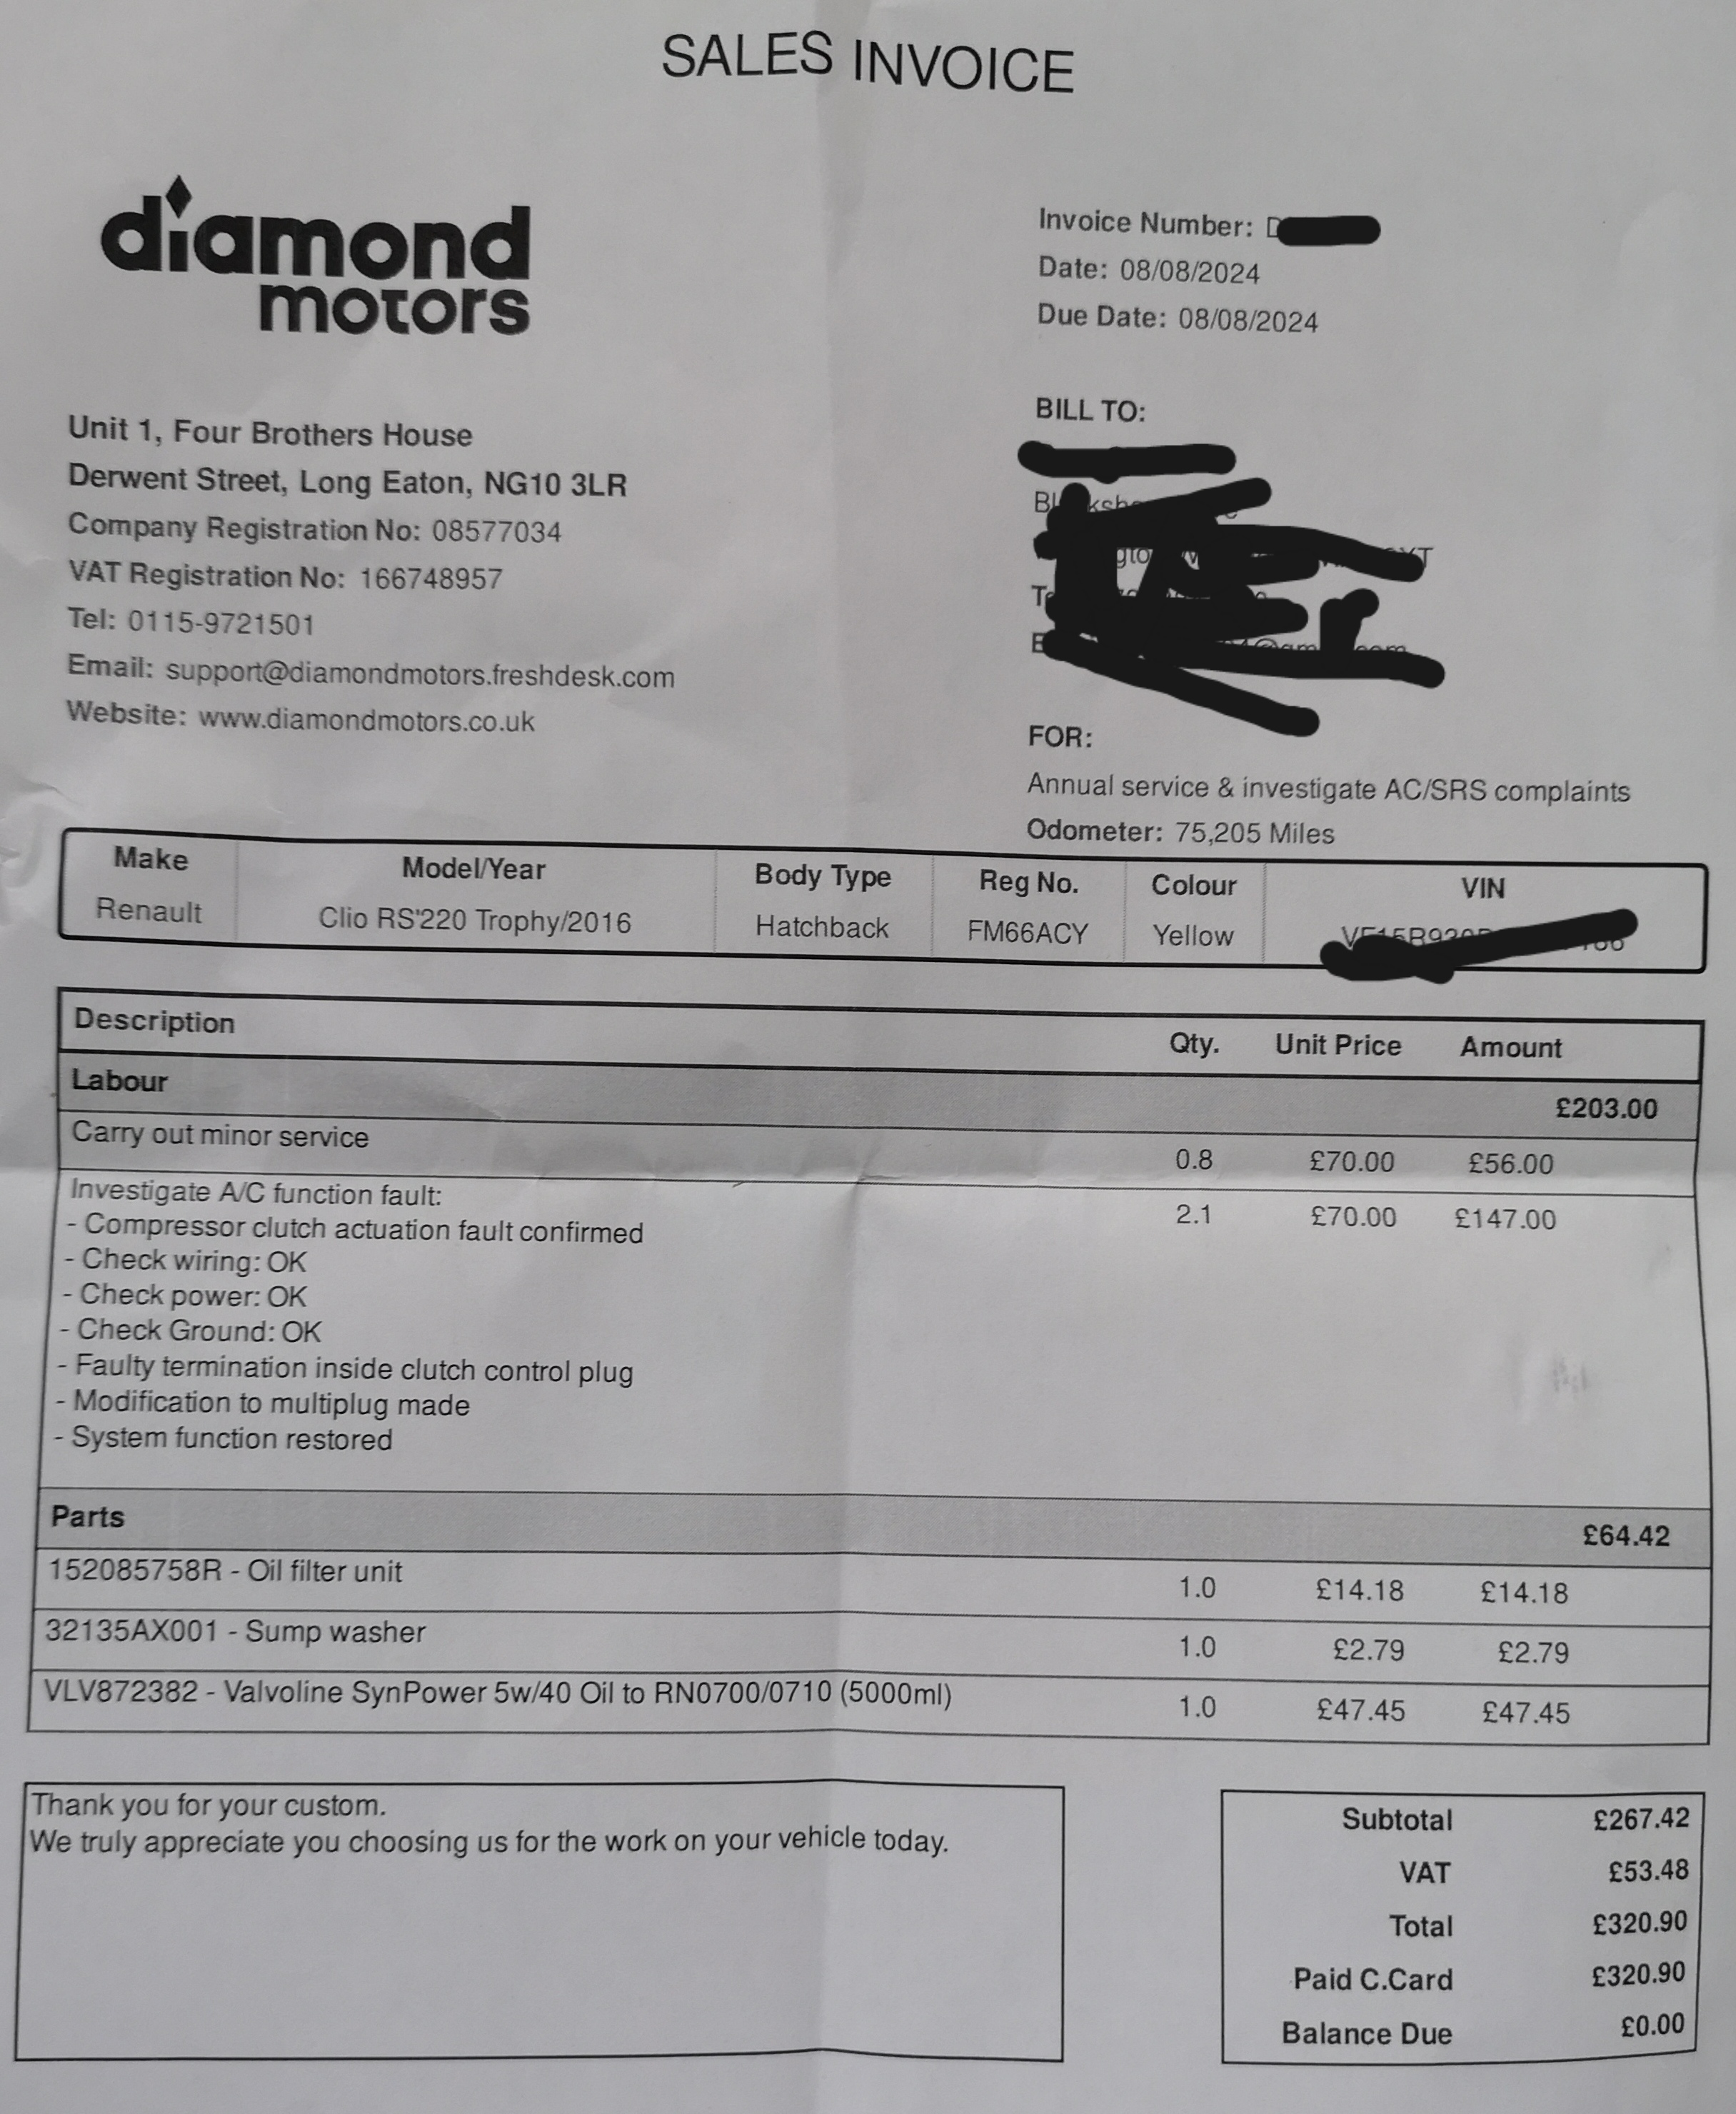 SALES INVOICE
diamond
motors
Unit 1, Four Brothers House
Derwent Street, Long Eaton, NG10 3LR
Company Registration No: 08577034
VAT Registration No: 166748957
Tel: 0115-9721501
Email: support@diamondmotors.freshdesk.com
Website: www.diamondmotors.co.uk
Invoice Number:
Date: 08/08/2024
Due Date: 08/08/2024
BILL TO:
FOR:
Annual service & investigate AC/SRS complaints
Odometer: 75,205 Miles
Make Model/Year Body Type Reg No. Colour VIN
Renault Clio RS'220 Trophy/2016 Hatchback FM66ACY Yellow
Description Qty. Unit Price Amount
Labour £203.00
Carry out minor service 0.8 £70.00 £56.00
Investigate A/C function fault: 2.1 £70.00 £147.00
- Compressor clutch actuation fault confirmed
- Check wiring: OK
- Check power: OK
- Check Ground: OK
- Faulty termination inside clutch control plug
- Modification to multiplug made
- System function restored
Parts £64.42
152085758R - Oil filter unit 1.0 £14.18 £14.18
32135AX001 - Sump washer 1.0 £2.79 £2.79
VLV872382 - Valvoline SynPower 5w/40 Oil to RN0700/0710 (5000ml) 1.0 £47.45 £47.45
Thank you for your custom.
We truly appreciate you choosing us for the work on your vehicle today.
Subtotal £267.42
VAT £53.48
Total £320.90
Paid C.Card £320.90
Balance Due £0.00